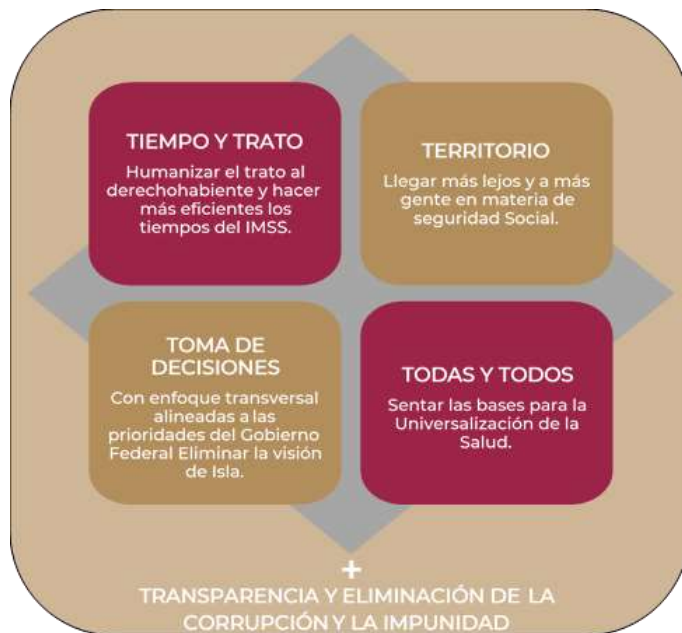 TIEMPO Y TRATO
Humanizar el trato al
derechohabiente y hacer
más eficientes los
tiempos del IMSS.
TERRITORIO
Llegar más lejos y a más
gente en materia de
seguridad Social.
TOMA DE
DECISIONES
Con enfoque transversal
alineadas a las
prioridades del Gobierno
Federal Eliminar la visión
de Isla.
TODAS Y TODOS
Sentar las bases para la
Universalización de la
Salud.
+
TRANSPARENCIA Y ELIMINACIÓN DE LA
CORRUPCIÓN Y LA IMPUNIDAD